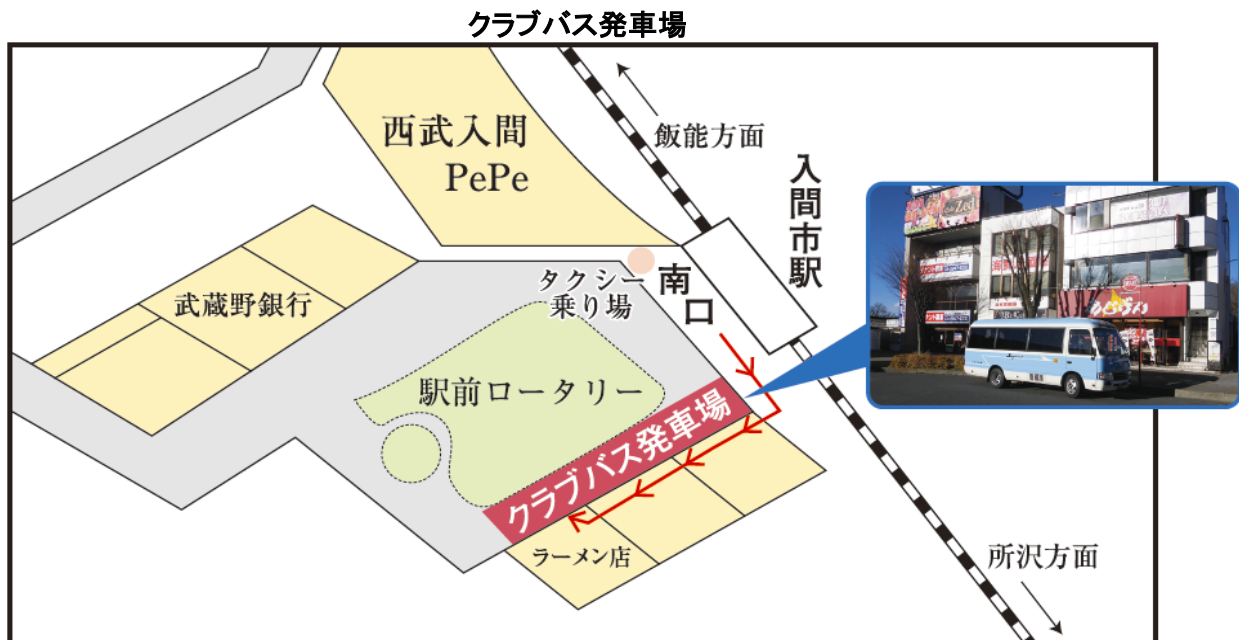 クラブバス発車場
西武入間
PePe
飯能方面
入間市駅
武蔵野銀行
タクシー
乗り場
南口
駅前ロータリー
クラブバス発車場
ラーメン店
所沢方面